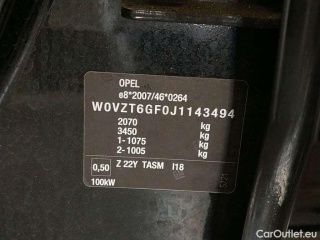 OPEL
e8*2007/46*0264
W0VZT6GF0J1143494
2070 kg
3450 kg
1-1075 kg
2-1005 kg
0,50 Z 22Y TASM I18
100kW
CarOutlet.eu